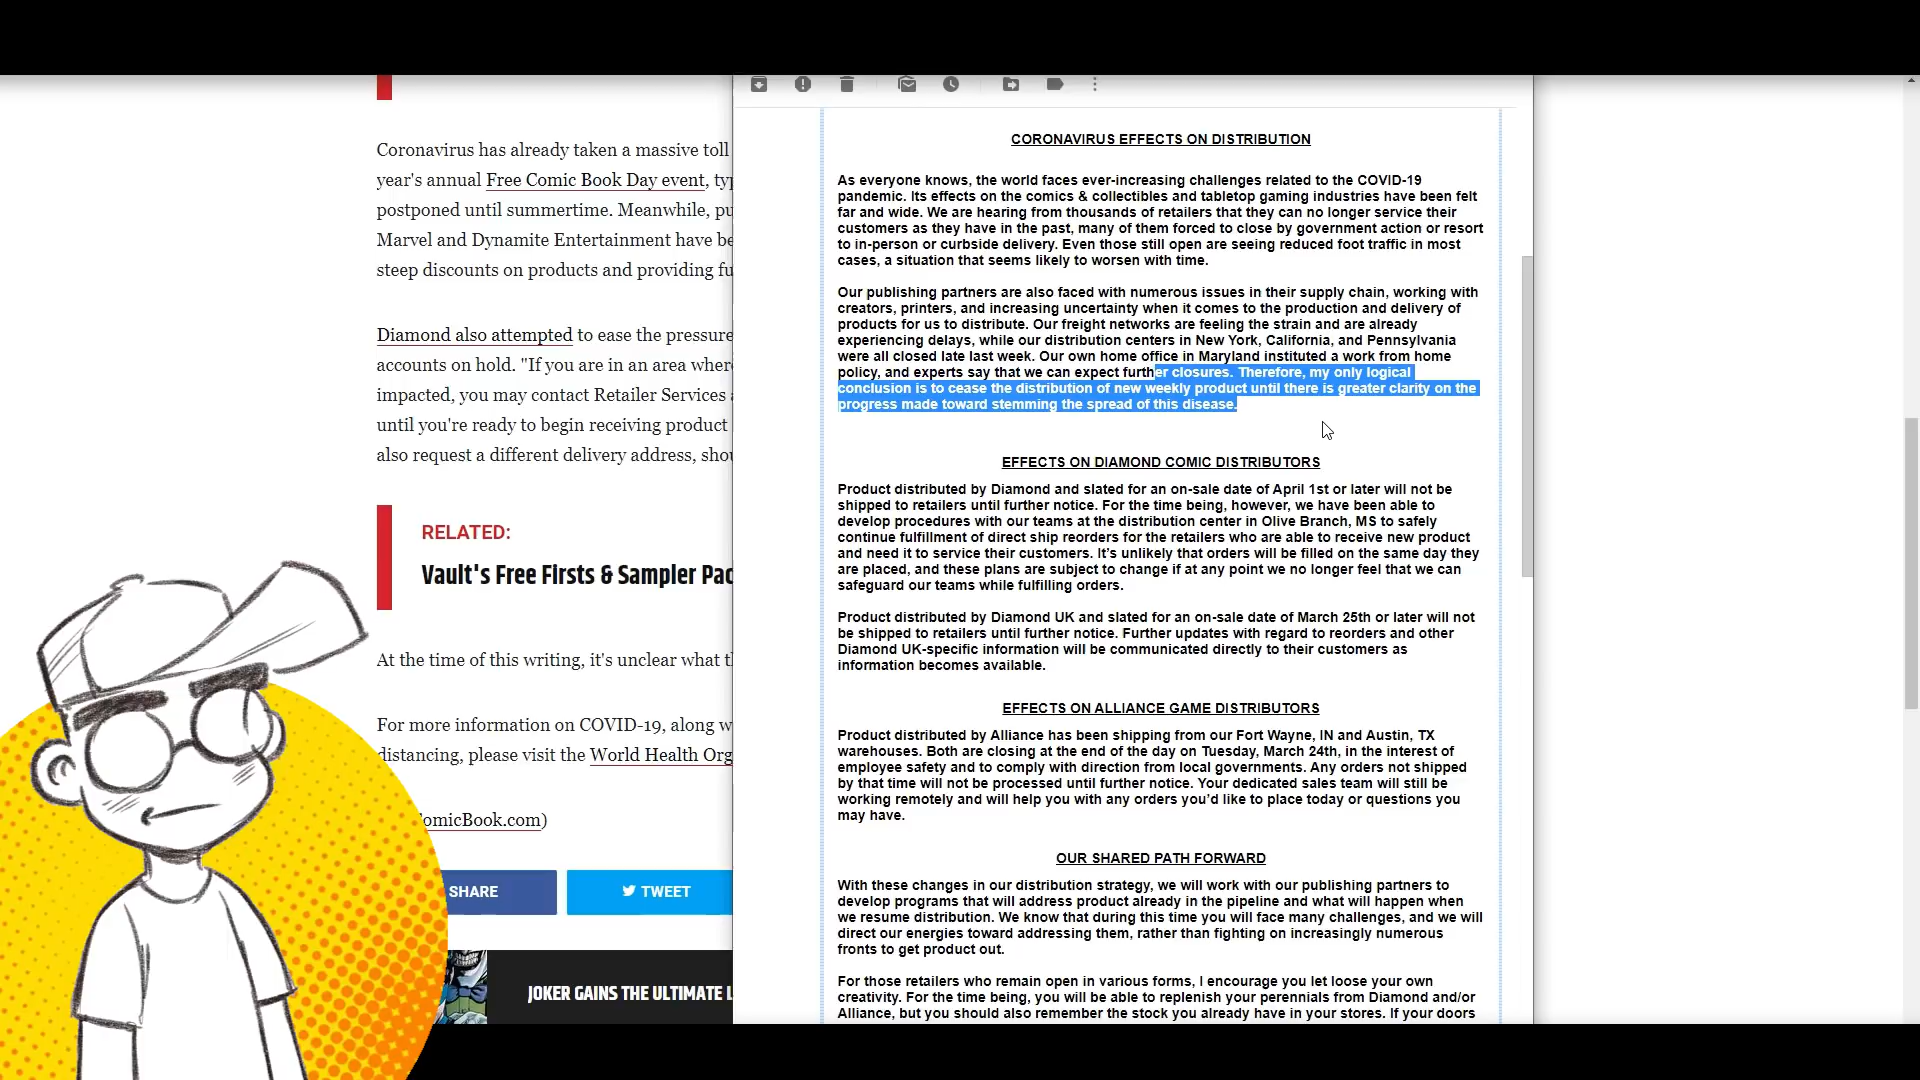 Coronavirus has already taken a massive toll
year's annual Free Comic Book Day event,
postponed until summertime. Meanwhile,
Marvel and Dynamite Entertainment have
steep discounts on products and providing
Diamond also attempted to ease the pressure
accounts on hold. "If you are in an area
impacted, you may contact Retailer Services
until you're ready to begin receiving product
also request a different delivery address,
RELATED:
Vault's Free Firsts & Sampler
At the time of this writing, it's unclear what
For more information on COVID-19, along
distancing, please visit the World Health
omicBook.com)
SHARE
TWEET
JOKER GAINS THE ULTIMATE
CORONAVIRUS EFFECTS ON DISTRIBUTION
As everyone knows, the world faces ever-increasing challenges related to the COVID-19
pandemic. Its effects on the comics & collectibles and tabletop gaming industries have been felt
far and wide. We are hearing from thousands of retailers that they can no longer service their
customers as they have in the past, many of them forced to close by government action or resort
to in-person or curbside delivery. Even those still open are seeing reduced foot traffic in most
cases, a situation that seems likely to worsen with time.
Our publishing partners are also faced with numerous issues in their supply chain, working with
creators, printers, and increasing uncertainty when it comes to the production and delivery of
products for us to distribute. Our freight networks are feeling the strain and are already
experiencing delays, while our distribution centers in New York, California, and Pennsylvania
were all closed late last week. Our own home office in Maryland instituted a work from home
policy, and experts say that we can expect further closures. Therefore, my only logical
conclusion is to cease the distribution of new weekly product until there is greater clarity on the
progress made toward stemming the spread of this disease.
EFFECTS ON DIAMOND COMIC DISTRIBUTORS
Product distributed by Diamond and slated for an on-sale date of April 1st or later will not be
shipped to retailers until further notice. For the time being, however, we have been able to
develop procedures with our teams at the distribution center in Olive Branch, MS to safely
continue fulfillment of direct ship reorders for the retailers who are able to receive new product
and need it to service their customers. It's unlikely that orders will be filled on the same day they
are placed, and these plans are subject to change if at any point we no longer feel that we can
safeguard our teams while fulfilling orders.
Product distributed by Diamond UK and slated for an on-sale date of March 25th or later will not
be shipped to retailers until further notice. Further updates with regard to reorders and other
Diamond UK-specific information will be communicated directly to their customers as
information becomes available.
EFFECTS ON ALLIANCE GAME DISTRIBUTORS
Product distributed by Alliance has been shipping from our Fort Wayne, IN and Austin, TX
warehouses. Both are closing at the end of the day on Tuesday, March 24th, in the interest of
employee safety and to comply with direction from local governments. Any orders not shipped
by that time will not be processed until further notice. Your dedicated sales team will still be
working remotely and will help you with any orders you'd like to place today or questions you
may have.
OUR SHARED PATH FORWARD
With these changes in our distribution strategy, we will work with our publishing partners to
develop programs that will address product already in the pipeline and what will happen when
we resume distribution. We know that during this time you will face many challenges, and we will
direct our energies toward addressing them, rather than fighting on increasingly numerous
fronts to get product out.
For those retailers who remain open in various forms, I encourage you let loose your own
creativity. For the time being, you will be able to replenish your perennials from Diamond and/or
Alliance, but you should also remember the stock you already have in your stores. If your doors